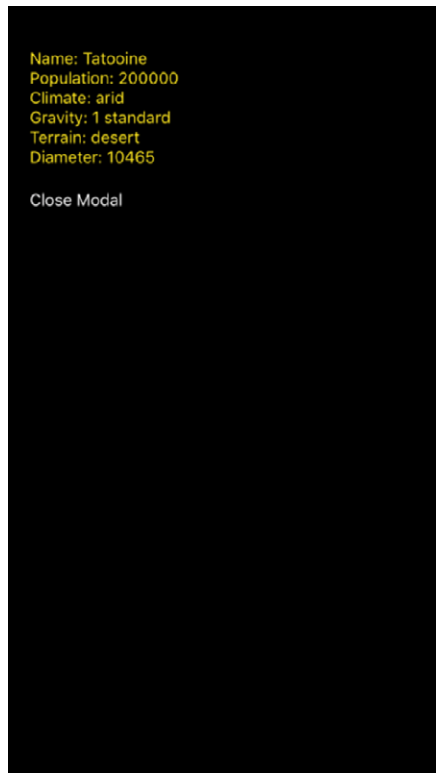 Name: Tatooine
Population: 200000
Climate: arid
Gravity: 1 standard
Terrain: desert
Diameter: 10465
Close Modal